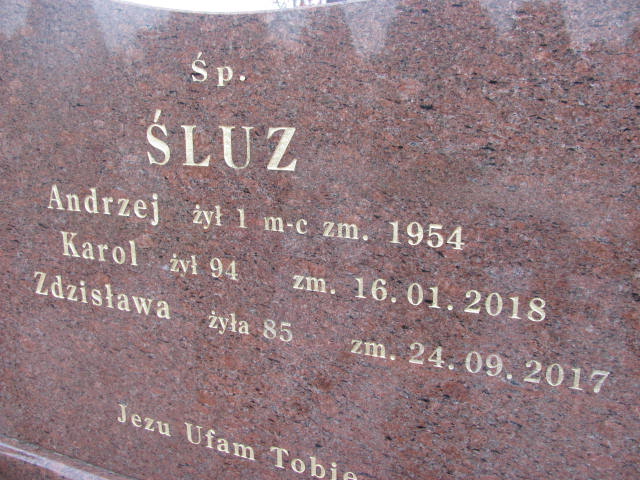 Śp.
ŚLUZ
Andrzej żył 1 m-c zm. 1954
Karol żył 94 zm. 16.01.2018
Zdzisława żyła 85 zm. 24.09.2017
Jezu Ufam Tobie